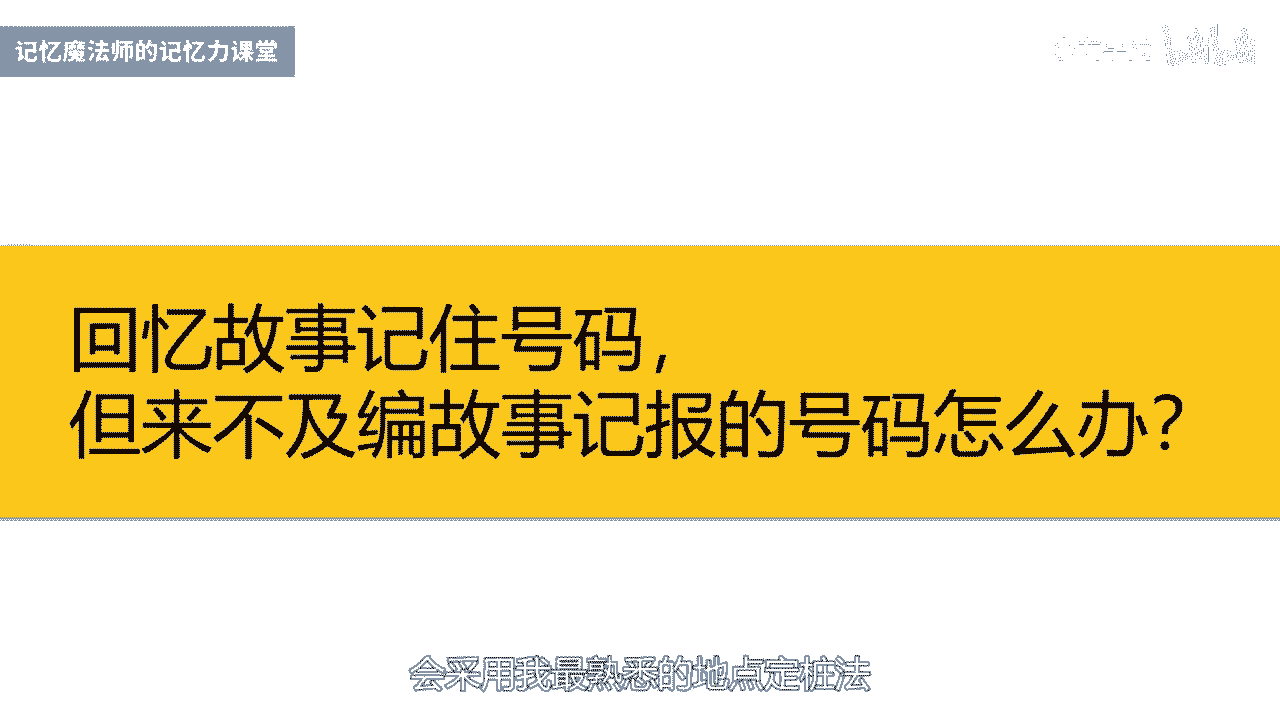 记忆魔法师的记忆力课堂
回忆故事记住号码，
但来不及编故事记报的号码怎么办？
会采用我最熟悉的地点定桩法